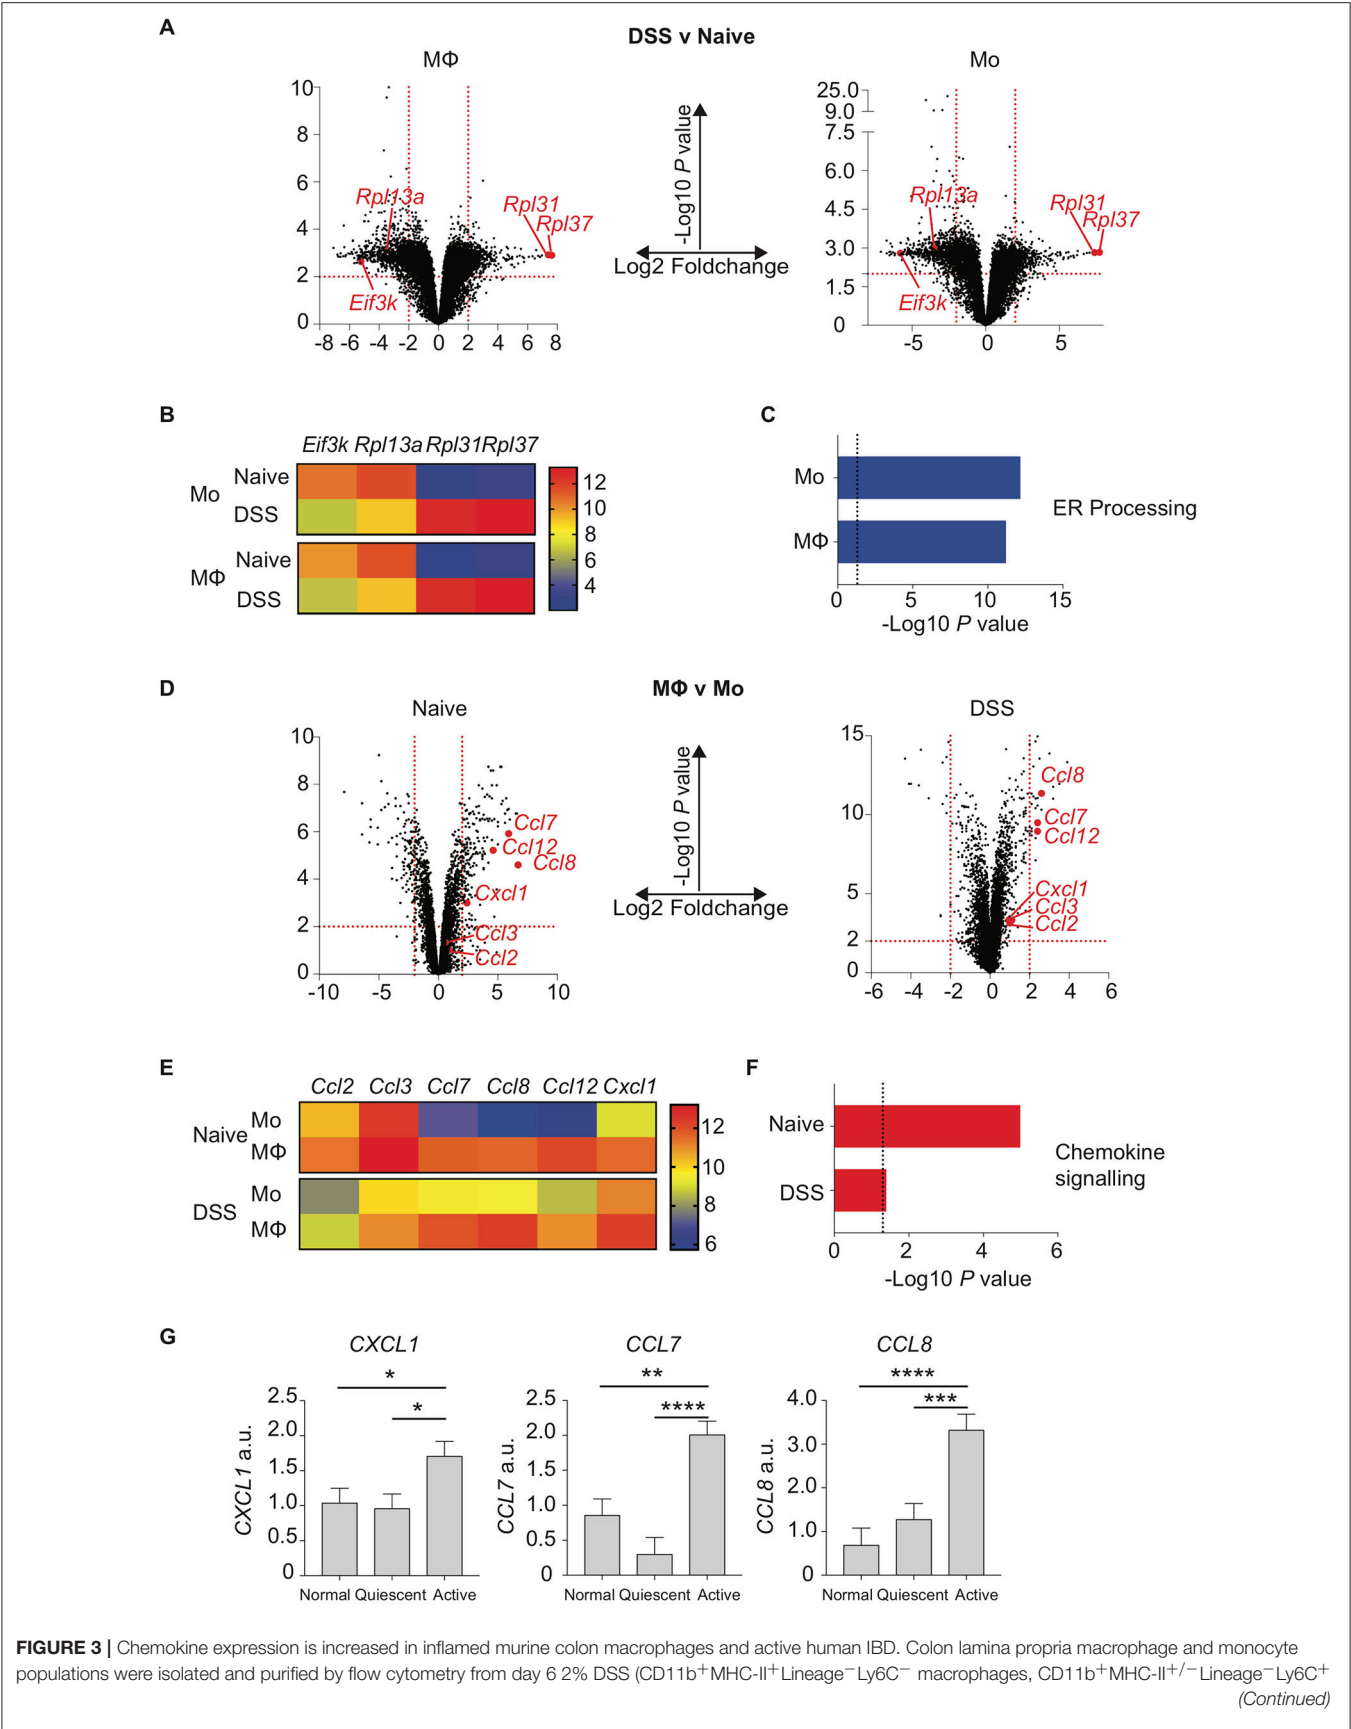 A
DSS v Naive
MΦ
Mo
10
8
6
4
2
0
-8 -6 -4 -2 0 2 4 6 8
Rpl13a
Rpl31
Rpl37
Eif3k
-Log10 P value
Log2 Foldchange
25.0
9.0
7.5
6.0
4.5
3.0
1.5
0
-5 0 5
Rpl13a
Rpl31
Rpl37
Eif3k
B
Eif3k Rpl13a Rpl31 Rpl37
Mo
Naive
DSS
MΦ
Naive
DSS
12
10
8
6
4
C
Mo
MΦ
ER Processing
0 5 10 15
-Log10 P value
D
MΦ v Mo
Naive
DSS
10
8
6
4
2
0
-10 -5 0 5 10
Ccl7
Ccl12
Ccl8
Cxcl1
Ccl3
Ccl2
-Log10 P value
Log2 Foldchange
15
10
5
2
0
-6 -4 -2 0 2 4 6
Ccl8
Ccl7
Ccl12
Cxcl1
Ccl3
Ccl2
E
Ccl2 Ccl3 Ccl7 Ccl8 Ccl12 Cxcl1
Naive
Mo
MΦ
DSS
Mo
MΦ
12
10
8
6
F
Naive
DSS
Chemokine
signalling
0 2 4 6
-Log10 P value
G
CXCL1
*
*
2.5
2.0
1.5
1.0
0.5
0
CXCL1 a.u.
Normal Quiescent Active
CCL7
**
****
2.5
2.0
1.5
1.0
0.5
0
CCL7 a.u.
Normal Quiescent Active
CCL8
****
***
4.0
3.0
2.0
1.0
0
CCL8 a.u.
Normal Quiescent Active
FIGURE 3 | Chemokine expression is increased in inflamed murine colon macrophages and active human IBD. Colon lamina propria macrophage and monocyte
populations were isolated and purified by flow cytometry from day 6 2% DSS (CD11b+MHC-II+Lineage−Ly6C− macrophages, CD11b+MHC-II+/−Lineage−Ly6C+
(Continued)